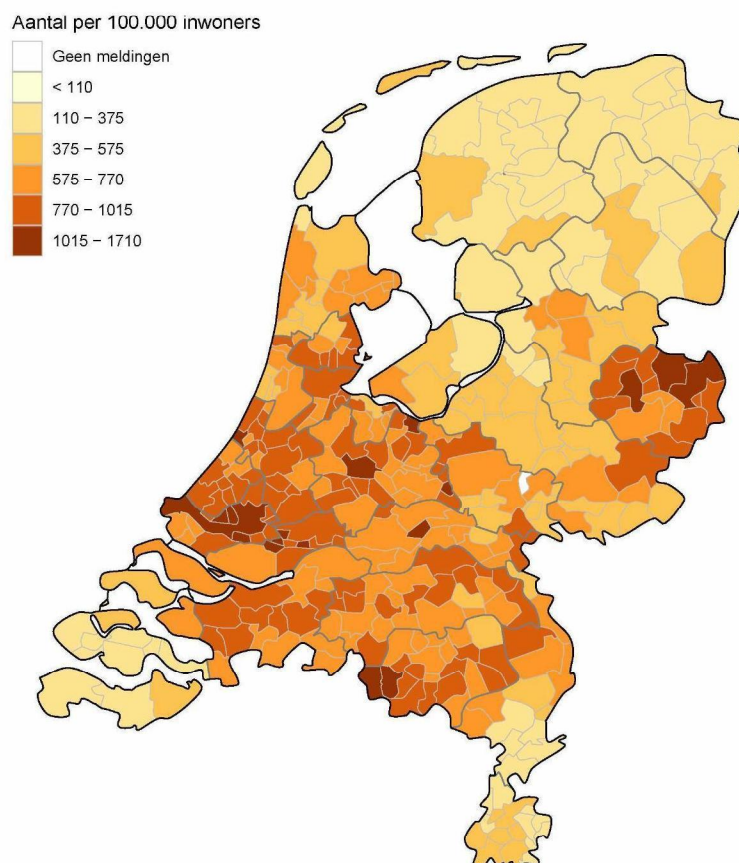 Aantal per 100.000 inwoners
Geen meldingen
< 110
110 – 375
375 – 575
575 – 770
770 – 1015
1015 – 1710